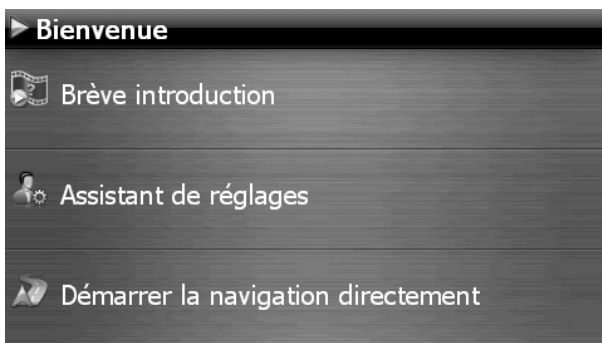 Bienvenue
Brève introduction
Assistant de réglages
Démarrer la navigation directement